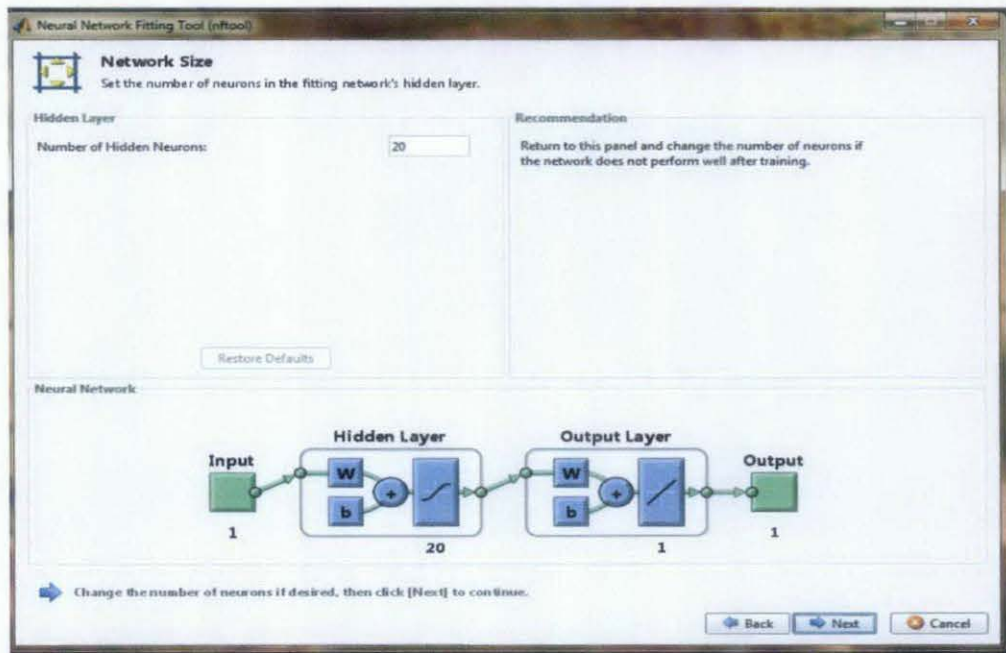 Neural Network Fitting Tool (nftool)
Network Size
Set the number of neurons in the fitting network's hidden layer.
Hidden Layer
Number of Hidden Neurons:
20
Restore Defaults
Recommendation
Return to this panel and change the number of neurons if
the network does not perform well after training.
Neural Network
Hidden Layer
Output Layer
Input
Output
W
b
+
W
b
+
1
20
1
1
Change the number of neurons if desired, then click [Next] to continue.
Back
Next
Cancel